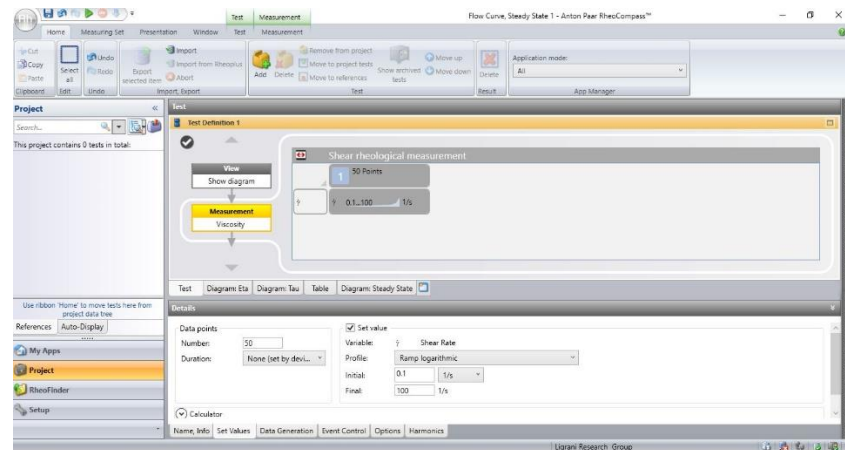 Test Measurement Flow Curve, Steady State 1 - Anton Paar RheoCompass™
Home Measuring Set Presentation Window Test Measurement
Cut
Copy
Paste
Clipboard
Select all
Edit
Undo
Redo
Undo
Export selected item
Import
Import from Rheoplus
Abort
Import, Export
Add
Delete
Remove from project
Move to project tests
Move to references
Show archived tests
Move up
Move down
Test
Delete
Result
Application mode:
All
App Manager
Project
Search...
This project contains 0 tests in total:
Use ribbon 'Home' to move tests here from project data tree
References Auto-Display
My Apps
Project
RheoFinder
Setup
Test
Test Definition 1
View
Show diagram
Measurement
Viscosity
Shear rheological measurement
1 50 Points
0.1...100 1/s
Test Diagram: Eta Diagram: Tau Table Diagram: Steady State
Details
Data points
Number: 50
Duration: None (set by devi...
Set value
Variable: Shear Rate
Profile: Ramp logarithmic
Initial: 0.1 1/s
Final: 100 1/s
Calculator
Name, Info Set Values Data Generation Event Control Options Harmonics
Ligrani Research Group